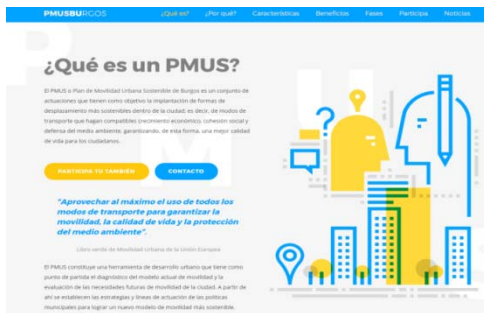 PMUSBURGOS ¿Qué es? ¿Por qué? Características Beneficios Fases Participa Noticias
¿Qué es un PMUS?
El PMUS o Plan de Movilidad Urbana Sostenible de Burgos es un conjunto de
actuaciones que tienen como objetivo la implantación de formas de
desplazamiento más sostenibles dentro de la ciudad; es decir, de modos de
transporte que hagan compatibles crecimiento económico, cohesión social y
defensa del medio ambiente, garantizando, de esta forma, una mejor calidad
de vida para los ciudadanos.
PARTICIPA TÚ TAMBIÉN CONTACTO
"Aprovechar al máximo el uso de todos los
modos de transporte para garantizar la
movilidad, la calidad de vida y la protección
del medio ambiente".
Libro verde de Movilidad Urbana de la Unión Europea
El PMUS constituye una herramienta de desarrollo urbano que tiene como
punto de partida el diagnóstico del modelo actual de movilidad y la
evaluación de las necesidades futuras de movilidad de la ciudad. A partir de
ahí se establecen las estrategias y líneas de actuación de las políticas
municipales para lograr un nuevo modelo de movilidad más sostenible.